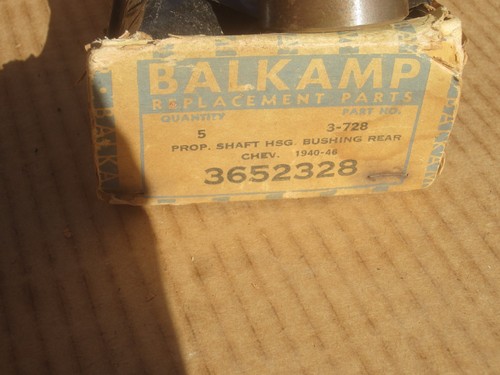 BALKAMP
REPLACEMENT PARTS
QUANTITY PART NO.
5 3-728
PROP. SHAFT HSG. BUSHING REAR
CHEV. 1940-46
3652328